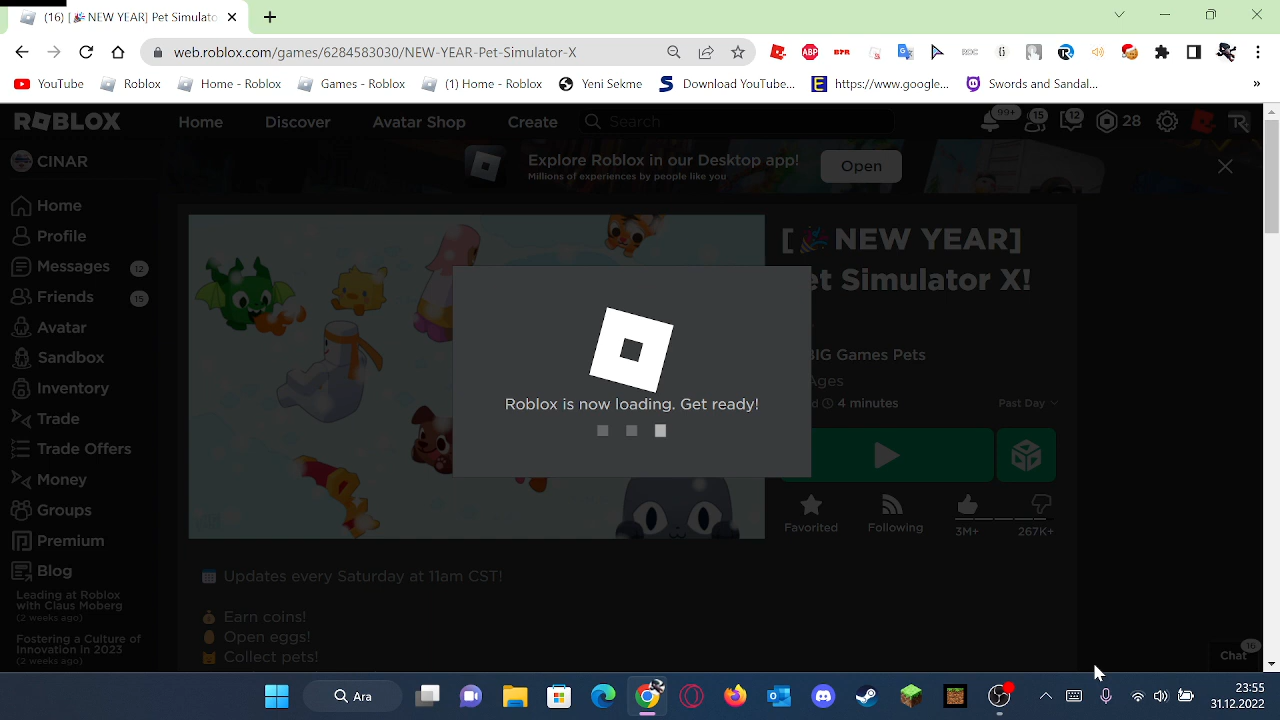 (16) [🎉 NEW YEAR] Pet Simulato
web.roblox.com/games/6284583030/NEW-YEAR-Pet-Simulator-X
YouTube
Roblox
Home - Roblox
Games - Roblox
(:) Home - Roblox
Yeni Sekme
Download YouTube...
https://www.google...
Swords and Sandal...
»
ROBLOX
Home
Discover
Avatar Shop
Create
Search
99+
15
12
28
CINAR
Explore Roblox in our Desktop app!
Millions of experiences by people like you
Open
Home
Profile
Messages
12
Friends
15
Avatar
Sandbox
Inventory
Trade
Trade Offers
Money
Groups
Premium
Blog
Leading at Roblox
with Claus Moberg
(2 weeks ago)
Fostering a Culture of
Innovation in 2023
(2 weeks ago)
[🎉NEW YEAR]
et Simulator X!
BIG Games Pets
Ages
d 4 minutes
Past Day
Favorited
Following
3M+
267K+
Roblox is now loading. Get ready!
Updates every Saturday at 11am CST!
Earn coins!
Open eggs!
Collect pets!
Chat
16
Ara
23:55
31.12.2022